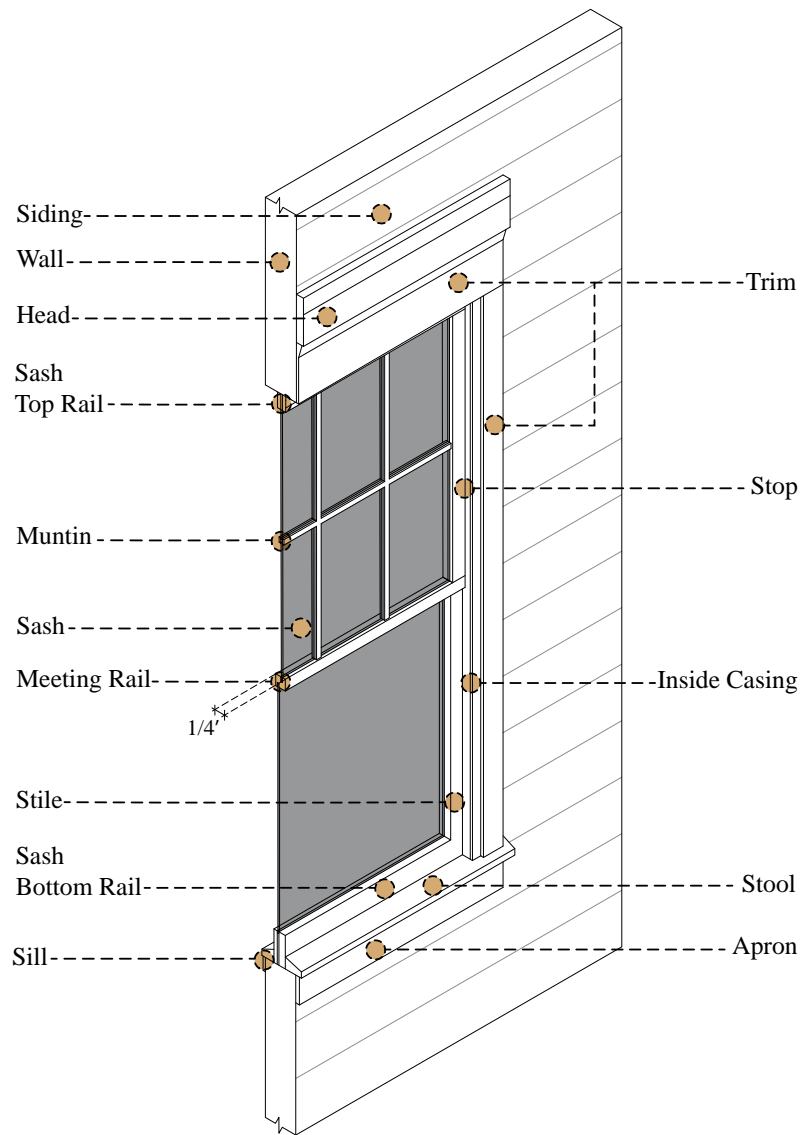 Siding
Wall
Head
Sash
Top Rail
Muntin
Sash
Meeting Rail
1/4′
Stile
Sash
Bottom Rail
Sill
Trim
Stop
Inside Casing
Stool
Apron